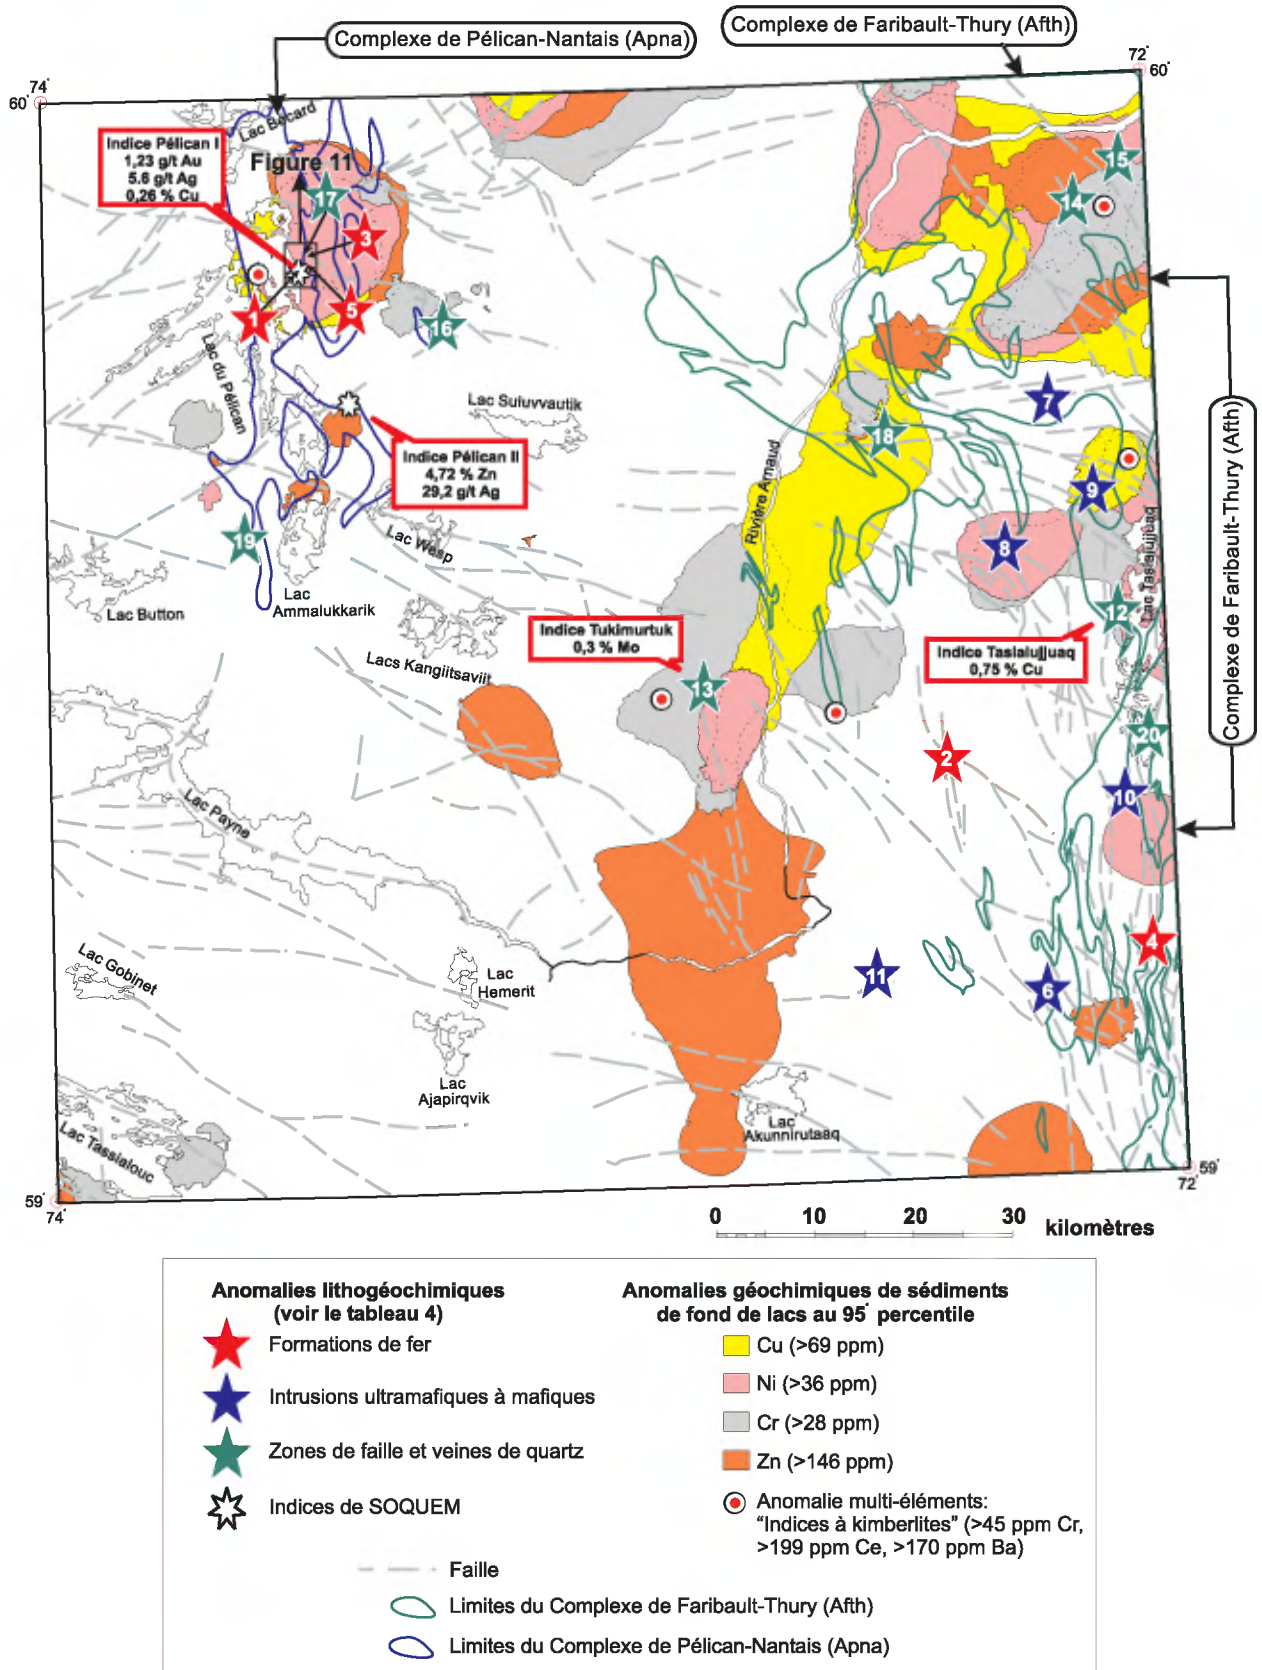 Complexe de Pélican-Nantais (Apna)
Complexe de Faribault-Thury (Afth)
74°
60°
72°
60°
Lac Bécard
Indice Pélican I
1,23 g/t Au
5.6 g/t Ag
0,26 % Cu
Figure 11
17
3
1
5
16
15
14
Lac du Pélican
Lac Suluvvautik
7
18
Indice Pélican II
4,72 % Zn
29,2 g/t Ag
Rivière Arnaud
9
8
19
Lac Wesp
Lac Tasialujjuaq
Complexe de Faribault-Thury (Afth)
Lac Button
Lac
Ammalukkarik
12
Indice Tukimurtuk
0,3 % Mo
Indice Tasialujjuaq
0,75 % Cu
Lacs Kangiitsaviit
13
20
2
10
Lac Payne
4
Lac Gobinet
Lac
Hemerit
11
6
Lac
Ajapirqvik
Lac
Akunnirutaaq
Lac Tassialouc
59°
74°
59°
72°
0 10 20 30 kilomètres
Anomalies lithogéochimiques
(voir le tableau 4)
Formations de fer
Intrusions ultramafiques à mafiques
Zones de faille et veines de quartz
Indices de SOQUEM
Anomalies géochimiques de sédiments
de fond de lacs au 95° percentile
Cu (>69 ppm)
Ni (>36 ppm)
Cr (>28 ppm)
Zn (>146 ppm)
Anomalie multi-éléments:
"Indices à kimberlites" (>45 ppm Cr,
>199 ppm Ce, >170 ppm Ba)
Faille
Limites du Complexe de Faribault-Thury (Afth)
Limites du Complexe de Pélican-Nantais (Apna)